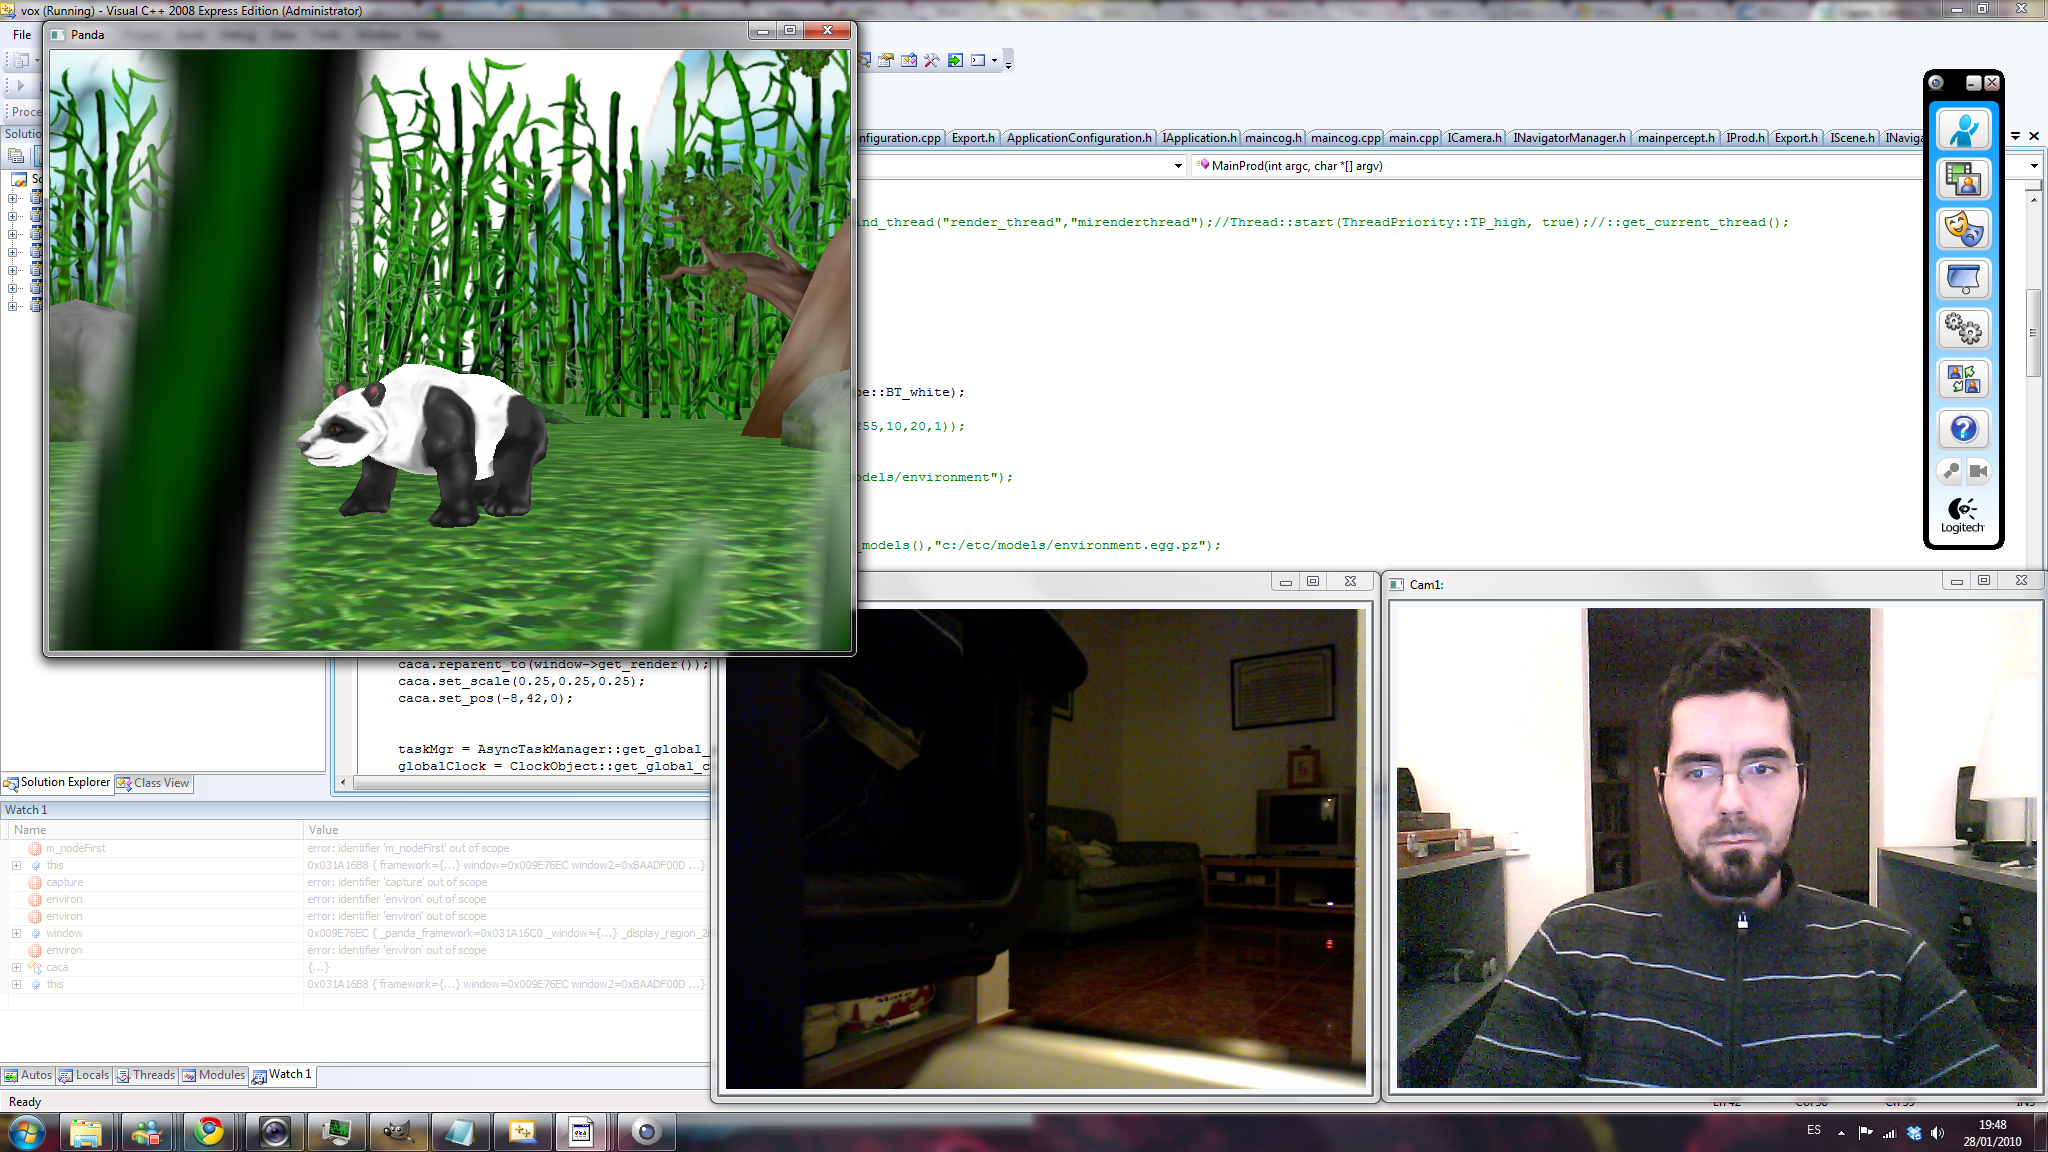 vox (Running) - Visual C++ 2008 Express Edition (Administrator)
File
Panda
Proce
Solutio
nfiguration.cpp Export.h ApplicationConfiguration.h IApplication.h maincog.h maincog.cpp main.cpp ICamera.h INavigatorManager.h mainpercept.h IProd.h Export.h IScene.h INaviga
MainProd(int argc, char *[] argv)
ind_thread("render_thread","mirenderthread");//Thread::start(ThreadPriority::TP_high, true);//::get_current_thread();
pe::BT_white);
55,10,20,1));
odels/environment");
_models(),"c:/etc/models/environment.egg.pz");
caca.reparent_to(window->get_render());
caca.set_scale(0.25,0.25,0.25);
caca.set_pos(-8,42,0);
taskMgr = AsyncTaskManager::get_global_
globalClock = ClockObject::get_global_c
Logitech
Cam1:
Solution Explorer Class View
Watch 1
Name Value
m_nodeFirst error: identifier 'm_nodeFirst' out of scope
this 0x031A16B8 { framework={...} window=0x009E76EC window2=0xBAADF00D ...}
capture error: identifier 'capture' out of scope
environ error: identifier 'environ' out of scope
environ error: identifier 'environ' out of scope
window 0x009E76EC { _panda_framework=0x031A16C0 _window={...} _display_region_2
environ error: identifier 'environ' out of scope
caca {...}
this 0x031A16B8 { framework={...} window=0x009E76EC window2=0xBAADF00D ...}
Autos Locals Threads Modules Watch 1
Ready
ES
19:48
28/01/2010